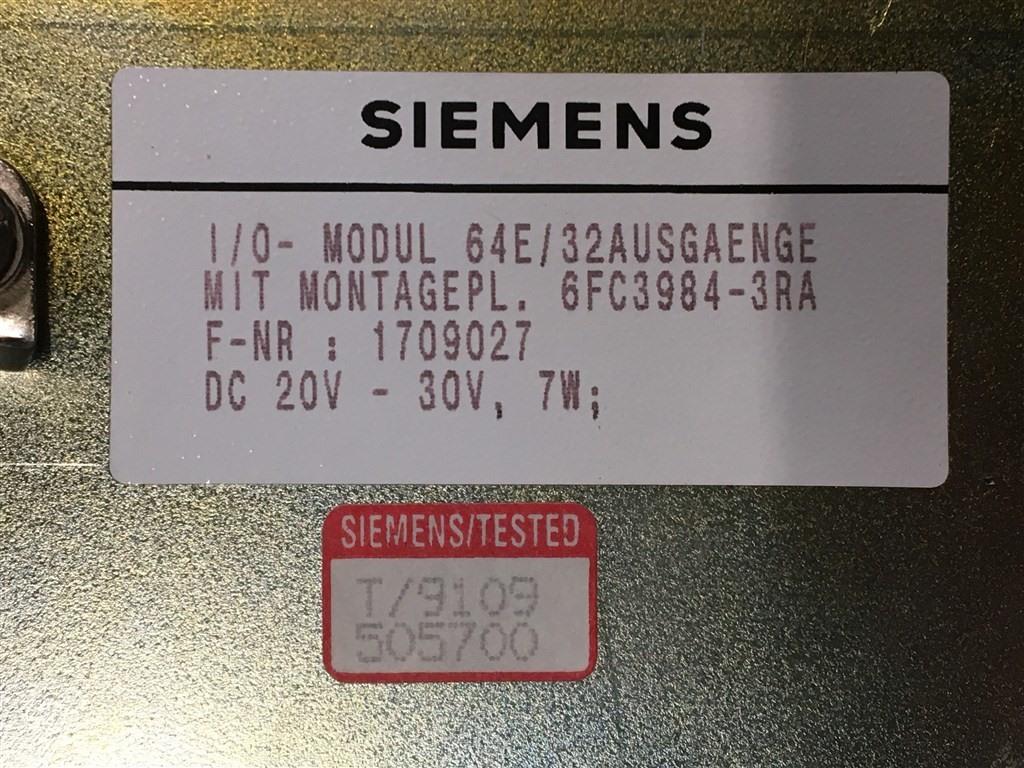 SIEMENS
I/O- MODUL 64E/32AUSGAENGE
MIT MONTAGEPL. 6FC3984-3RA
F-NR : 1709027
DC 20V - 30V, 7W;
SIEMENS/TESTED
T/9109
505700